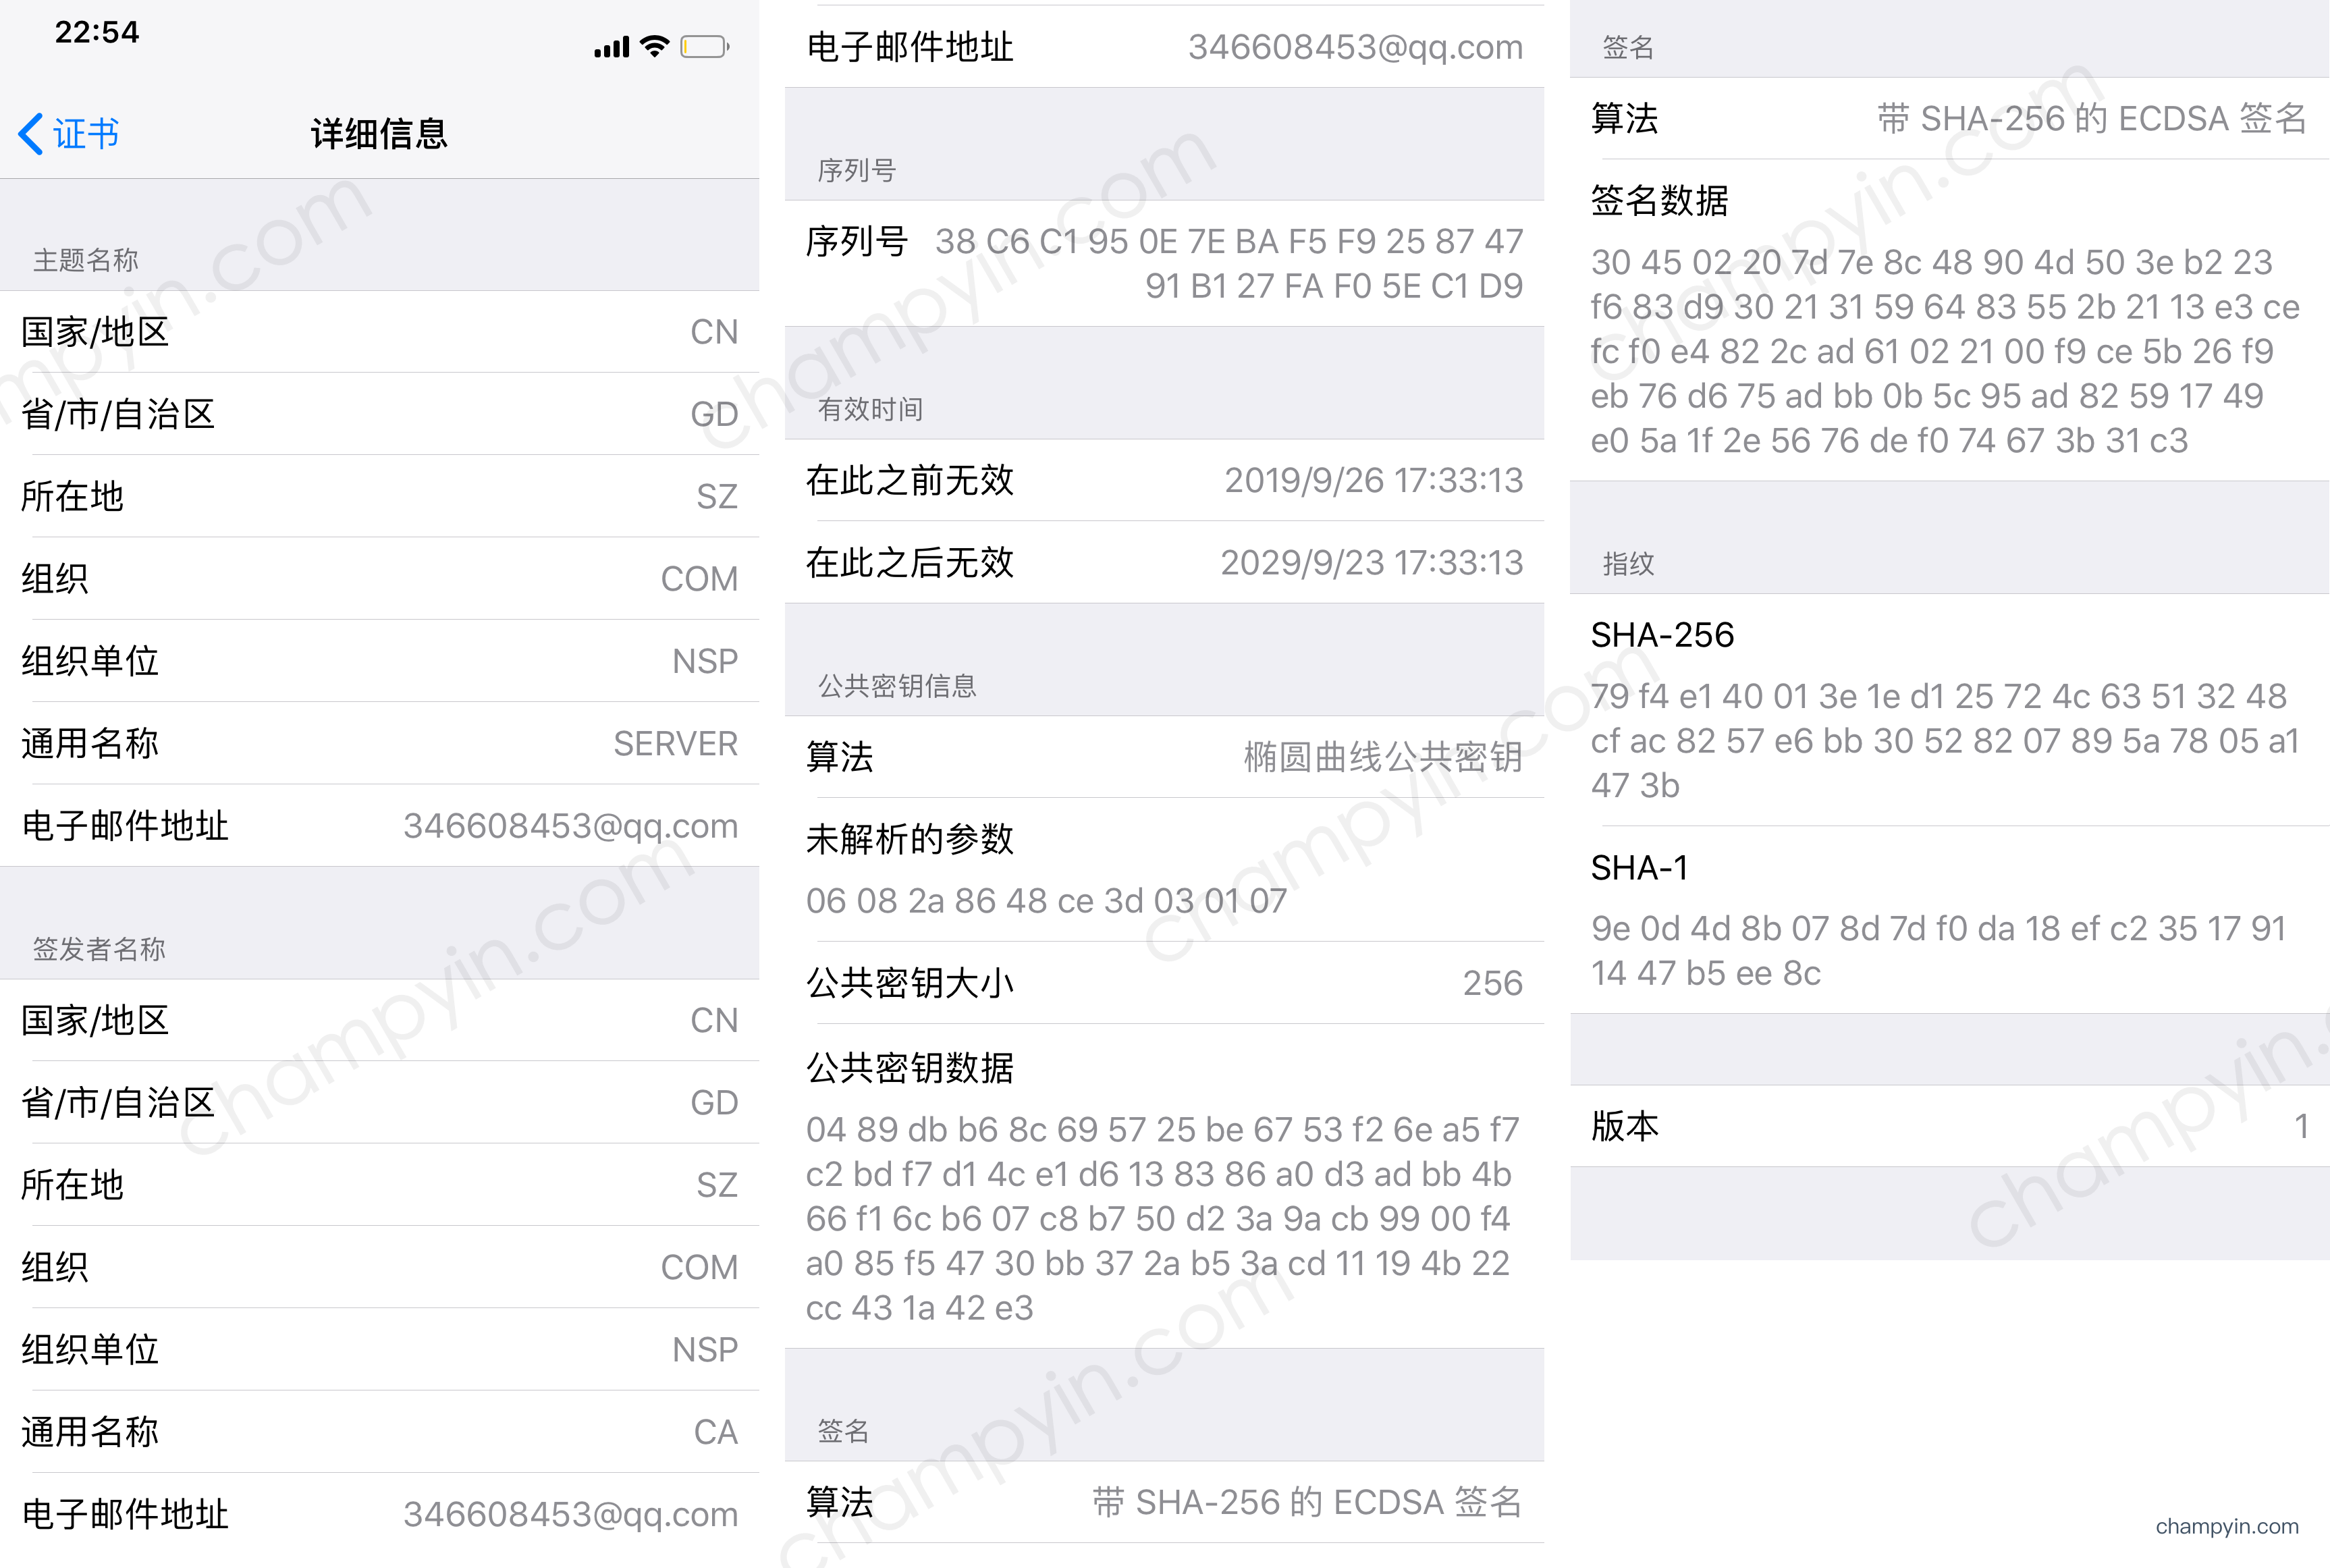 22:54
证书
详细信息
主题名称
国家/地区 CN
省/市/自治区 GD
所在地 SZ
组织 COM
组织单位 NSP
通用名称 SERVER
电子邮件地址 346608453@qq.com
签发者名称
国家/地区 CN
省/市/自治区 GD
所在地 SZ
组织 COM
组织单位 NSP
通用名称 CA
电子邮件地址 346608453@qq.com
电子邮件地址 346608453@qq.com
序列号
序列号 38 C6 C1 95 0E 7E BA F5 F9 25 87 47
91 B1 27 FA F0 5E C1 D9
有效时间
在此之前无效 2019/9/26 17:33:13
在此之后无效 2029/9/23 17:33:13
公共密钥信息
算法 椭圆曲线公共密钥
未解析的参数
06 08 2a 86 48 ce 3d 03 01 07
公共密钥大小 256
公共密钥数据
04 89 db b6 8c 69 57 25 be 67 53 f2 6e a5 f7
c2 bd f7 d1 4c e1 d6 13 83 86 a0 d3 ad bb 4b
66 f1 6c b6 07 c8 b7 50 d2 3a 9a cb 99 00 f4
a0 85 f5 47 30 bb 37 2a b5 3a cd 11 19 4b 22
cc 43 1a 42 e3
签名
算法 带 SHA-256 的 ECDSA 签名
签名
算法 带 SHA-256 的 ECDSA 签名
签名数据
30 45 02 20 7d 7e 8c 48 90 4d 50 3e b2 23
f6 83 d9 30 21 31 59 64 83 55 2b 21 13 e3 ce
fc f0 e4 82 2c ad 61 02 21 00 f9 ce 5b 26 f9
eb 76 d6 75 ad bb 0b 5c 95 ad 82 59 17 49
e0 5a 1f 2e 56 76 de f0 74 67 3b 31 c3
指纹
SHA-256
79 f4 e1 40 01 3e 1e d1 25 72 4c 63 51 32 48
cf ac 82 57 e6 bb 30 52 82 07 89 5a 78 05 a1
47 3b
SHA-1
9e 0d 4d 8b 07 8d 7d f0 da 18 ef c2 35 17 91
14 47 b5 ee 8c
版本 1
champyin.com
champyin.com
champyin.com
champyin.com
champyin.com
champyin.com
champyin.com
champyin.com